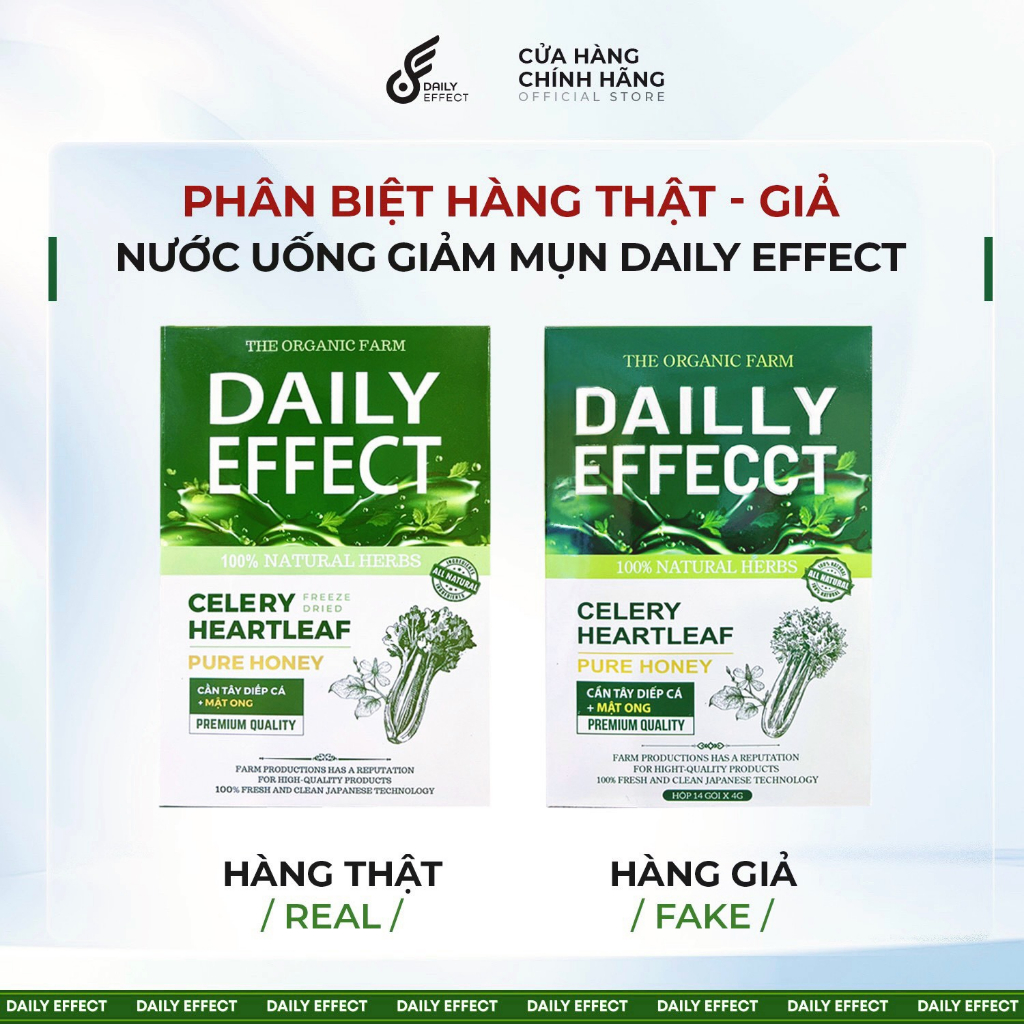 DAILY
EFFECT
CỬA HÀNG
CHÍNH HÃNG
OFFICIAL STORE
PHÂN BIỆT HÀNG THẬT - GIẢ
NƯỚC UỐNG GIẢM MỤN DAILY EFFECT
THE ORGANIC FARM
DAILY
EFFECT
100% NATURAL HERBS
INGREDIENTS
ALL NATURAL
INGREDIENTS
CELERY FREEZE DRIED
HEARTLEAF
PURE HONEY
CẦN TÂY DIẾP CÁ
+ MẬT ONG
PREMIUM QUALITY
FARM PRODUCTIONS HAS A REPUTATION
FOR HIGH-QUALITY PRODUCTS
100% FRESH AND CLEAN JAPANESE TECHNOLOGY
HÀNG THẬT
/ REAL /
THE ORGANIC FARM
DAILLY
EFFECCT
100% NATURAL HERBS
100% NATURAL
ALL NATURAL
100% NATURAL
CELERY
HEARTLEAF
PURE HONEY
CẦN TÂY DIẾP CÁ
+ MẬT ONG
PREMIUM QUALITY
FARM PRODUCTIONS HAS A REPUTATION
FOR HIGHT-QUALITY PRODUCTS
100% FRESH AND CLEAN JAPANESE TECHNOLOGY
HỘP 14 GÓI X 4G
HÀNG GIẢ
/ FAKE /
DAILY EFFECT DAILY EFFECT DAILY EFFECT DAILY EFFECT DAILY EFFECT DAILY EFFECT DAILY EFFECT DAILY EFFECT